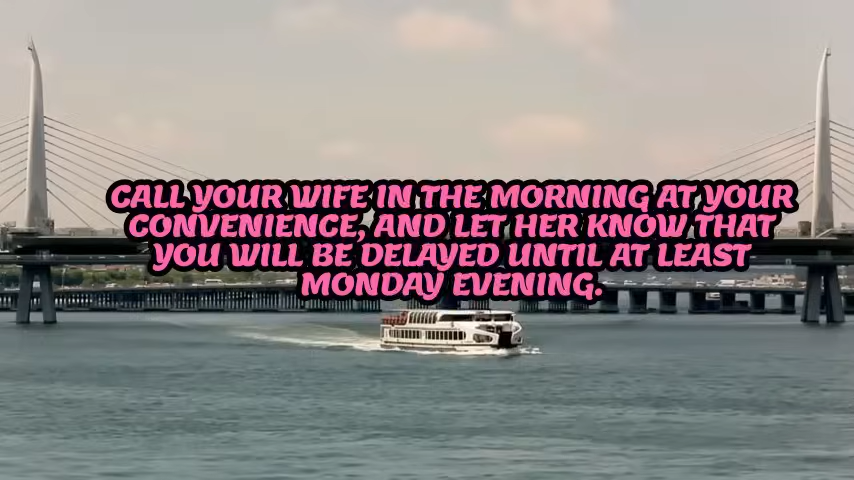 CALL YOUR WIFE IN THE MORNING AT YOUR
CONVENIENCE, AND LET HER KNOW THAT
YOU WILL BE DELAYED UNTIL AT LEAST
MONDAY EVENING.